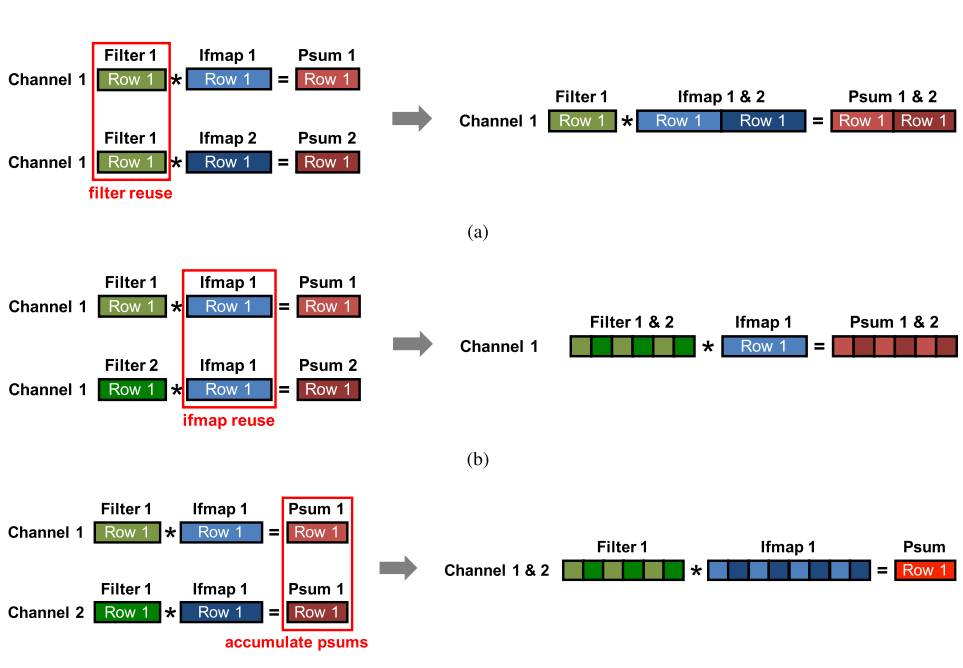 Filter 1 Ifmap 1 Psum 1
Channel 1 Row 1 * Row 1 = Row 1
Filter 1 Ifmap 2 Psum 2
Channel 1 Row 1 * Row 1 = Row 1
filter reuse
Filter 1 Ifmap 1 & 2 Psum 1 & 2
Channel 1 Row 1 * Row 1 Row 1 = Row 1 Row 1
(a)
Filter 1 Ifmap 1 Psum 1
Channel 1 Row 1 * Row 1 = Row 1
Filter 2 Ifmap 1 Psum 2
Channel 1 Row 1 * Row 1 = Row 1
ifmap reuse
Filter 1 & 2 Ifmap 1 Psum 1 & 2
Channel 1 * Row 1 =
(b)
Filter 1 Ifmap 1 Psum 1
Channel 1 Row 1 * Row 1 = Row 1
Filter 1 Ifmap 1 Psum 1
Channel 2 Row 1 * Row 1 = Row 1
accumulate psums
Filter 1 Ifmap 1 Psum
Channel 1 & 2 * = Row 1